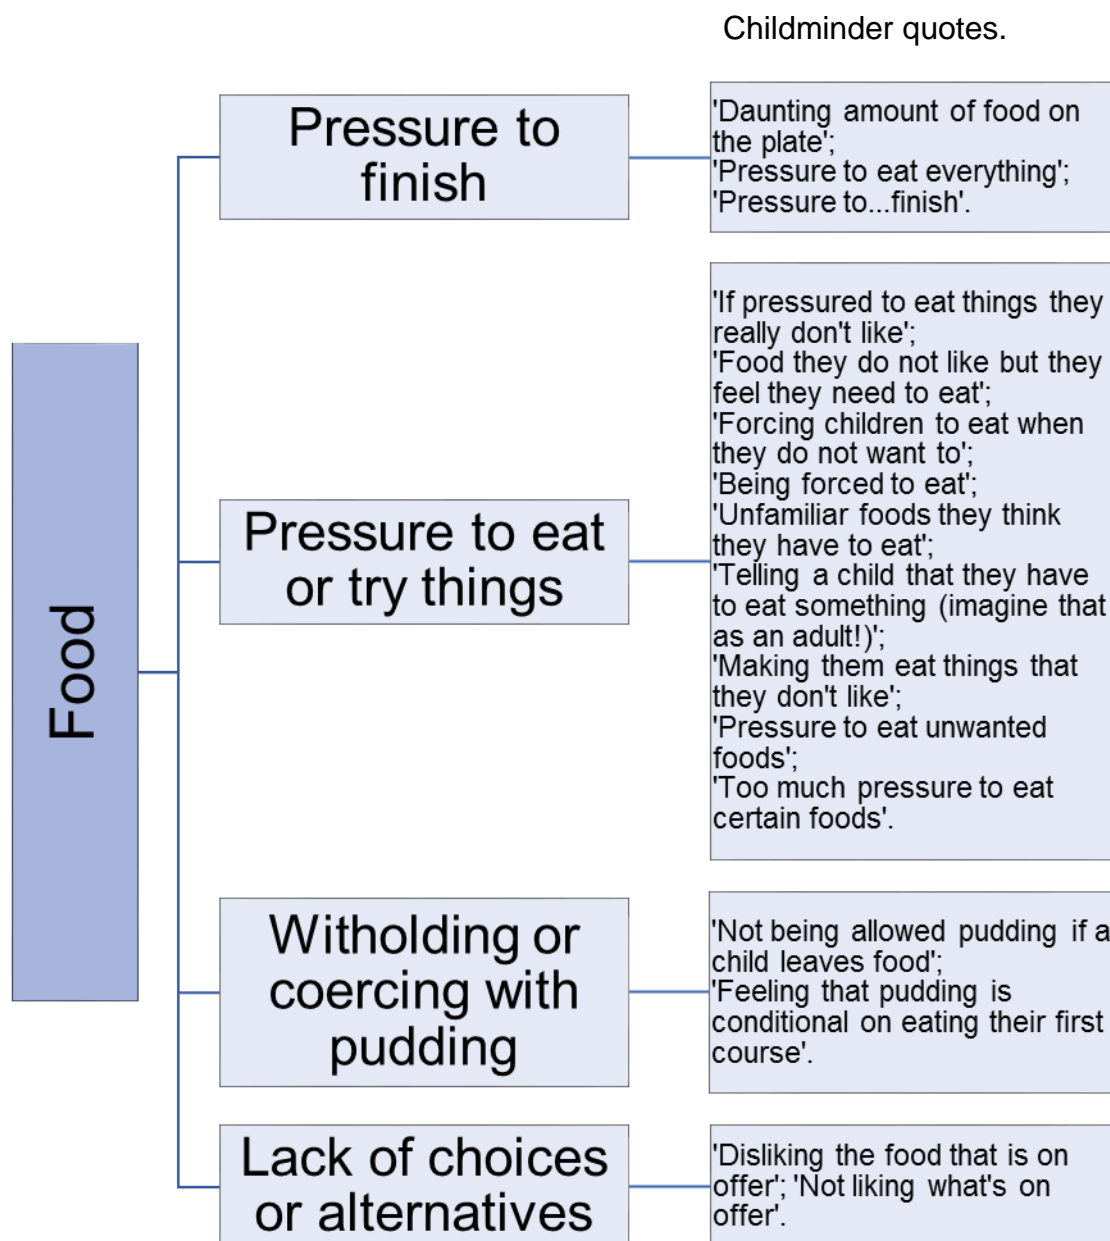 Childminder quotes.
Food
Pressure to
finish
'Daunting amount of food on
the plate';
'Pressure to eat everything';
'Pressure to...finish'.
Pressure to eat
or try things
'If pressured to eat things they
really don't like';
'Food they do not like but they
feel they need to eat';
'Forcing children to eat when
they do not want to';
'Being forced to eat';
'Unfamiliar foods they think
they have to eat';
'Telling a child that they have
to eat something (imagine that
as an adult!)';
'Making them eat things that
they don't like';
'Pressure to eat unwanted
foods';
'Too much pressure to eat
certain foods'.
Witholding or
coercing with
pudding
'Not being allowed pudding if a
child leaves food';
'Feeling that pudding is
conditional on eating their first
course'.
Lack of choices
or alternatives
'Disliking the food that is on
offer'; 'Not liking what's on
offer'.